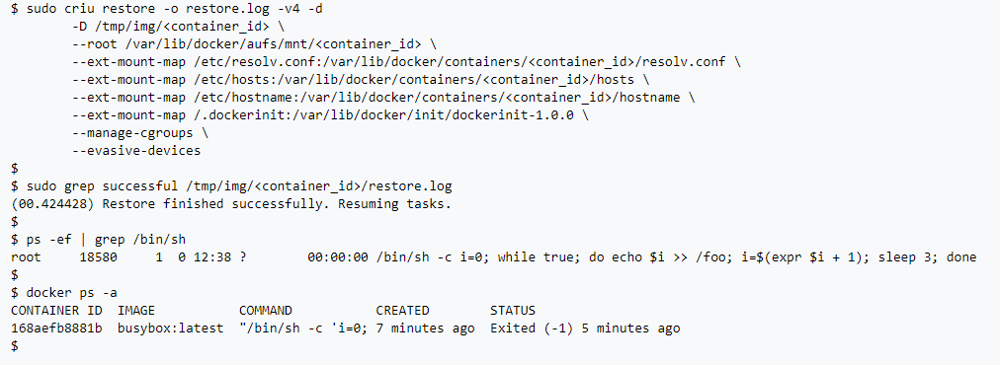 $ sudo criu restore -o restore.log -v4 -d
        -D /tmp/img/<container_id> \
        --root /var/lib/docker/aufs/mnt/<container_id> \
        --ext-mount-map /etc/resolv.conf:/var/lib/docker/containers/<container_id>/resolv.conf \
        --ext-mount-map /etc/hosts:/var/lib/docker/containers/<container_id>/hosts \
        --ext-mount-map /etc/hostname:/var/lib/docker/containers/<container_id>/hostname \
        --ext-mount-map /.dockerinit:/var/lib/docker/init/dockerinit-1.0.0 \
        --manage-cgroups \
        --evasive-devices
$
$ sudo grep successful /tmp/img/<container_id>/restore.log
(00.424428) Restore finished successfully. Resuming tasks.
$
$ ps -ef | grep /bin/sh
root     18580     1  0 12:38 ?        00:00:00 /bin/sh -c i=0; while true; do echo $i >> /foo; i=$(expr $i + 1); sleep 3; done
$
$ docker ps -a
CONTAINER ID  IMAGE           COMMAND           CREATED        STATUS
168aefb8881b  busybox:latest  "/bin/sh -c 'i=0; 7 minutes ago  Exited (-1) 5 minutes ago
$